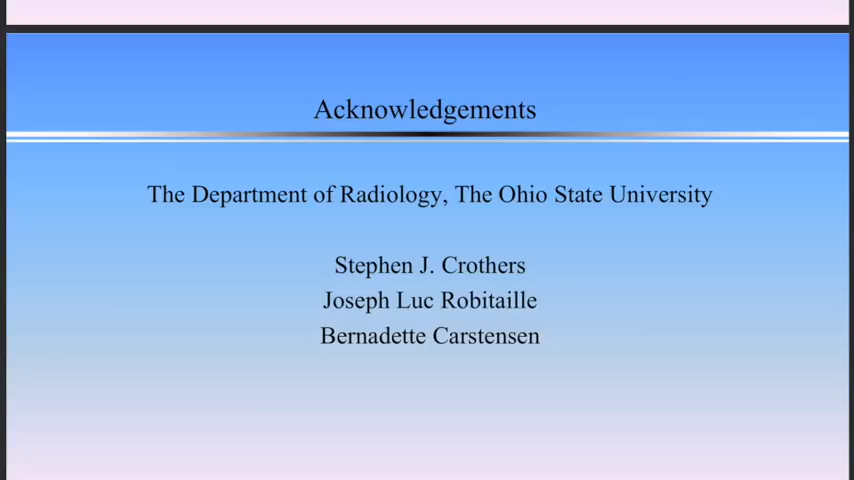 Acknowledgements
The Department of Radiology, The Ohio State University
Stephen J. Crothers
Joseph Luc Robitaille
Bernadette Carstensen